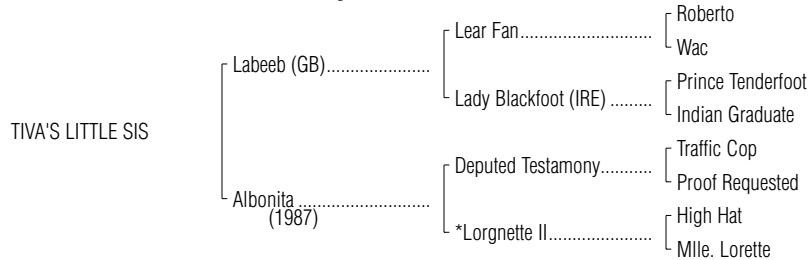 Roberto
Lear Fan
Wac
Labeeb (GB)
Prince Tenderfoot
Lady Blackfoot (IRE)
Indian Graduate
TIVA'S LITTLE SIS
Traffic Cop
Deputed Testamony
Proof Requested
Albonita
(1987)
High Hat
*Lorgnette II
Mlle. Lorette